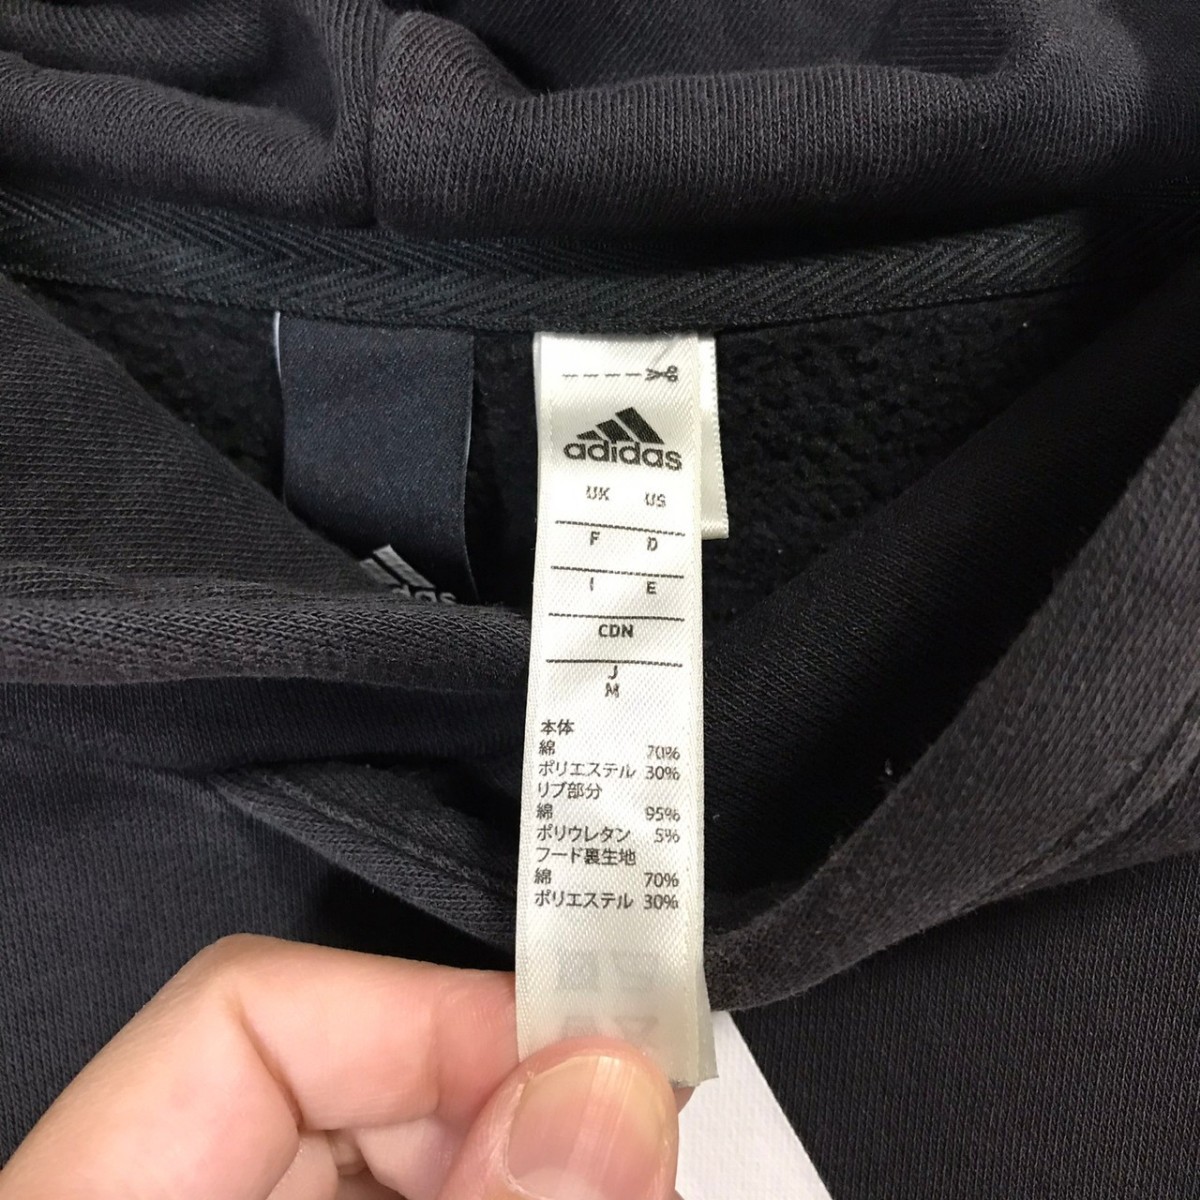 adidas
UK US
F D
I E
CDN
J
M
本体
綿 70%
ポリエステル 30%
リブ部分
綿 95%
ポリウレタン 5%
フード裏生地
綿 70%
ポリエステル 30%